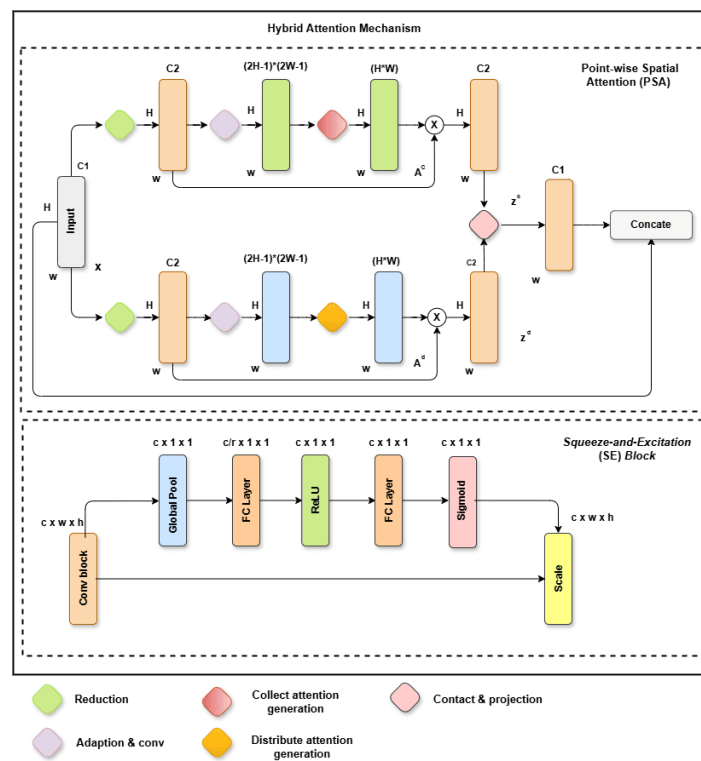 Hybrid Attention Mechanism
Point-wise Spatial
Attention (PSA)
C2
(2H-1)*(2W-1)
(H*W)
C2
H
H
H
H
C1
w
w
w
w
A^c
X
H
Input
w
X
z^c
C1
w
Concate
C2
(2H-1)*(2W-1)
(H*W)
C2
H
H
H
H
w
w
w
w
A^d
X
z^d
Squeeze-and-Excitation
(SE) Block
c x 1 x 1
c/r x 1 x 1
c x 1 x 1
c x 1 x 1
c x 1 x 1
Global Pool
FC Layer
ReLU
FC Layer
Sigmoid
c x w x h
Conv block
c x w x h
Scale
Reduction
Collect attention
generation
Contact & projection
Adaption & conv
Distribute attention
generation